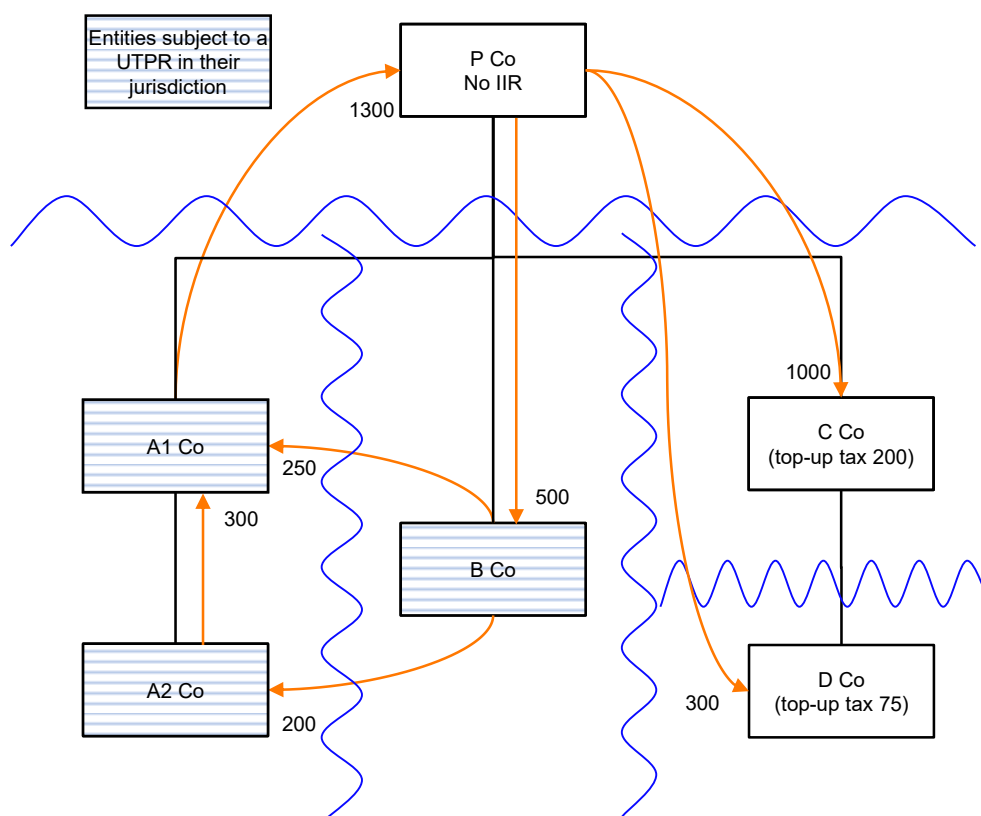 Entities subject to a
UTPR in their
jurisdiction
P Co
No IIR
1300
A1 Co
250
300
500
B Co
1000
C Co
(top-up tax 200)
A2 Co
200
300
D Co
(top-up tax 75)